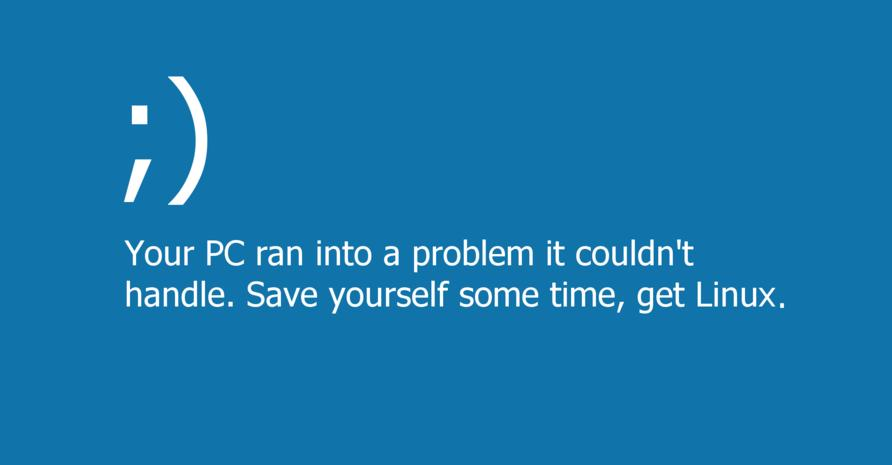 ;)
Your PC ran into a problem it couldn't
handle. Save yourself some time, get Linux.